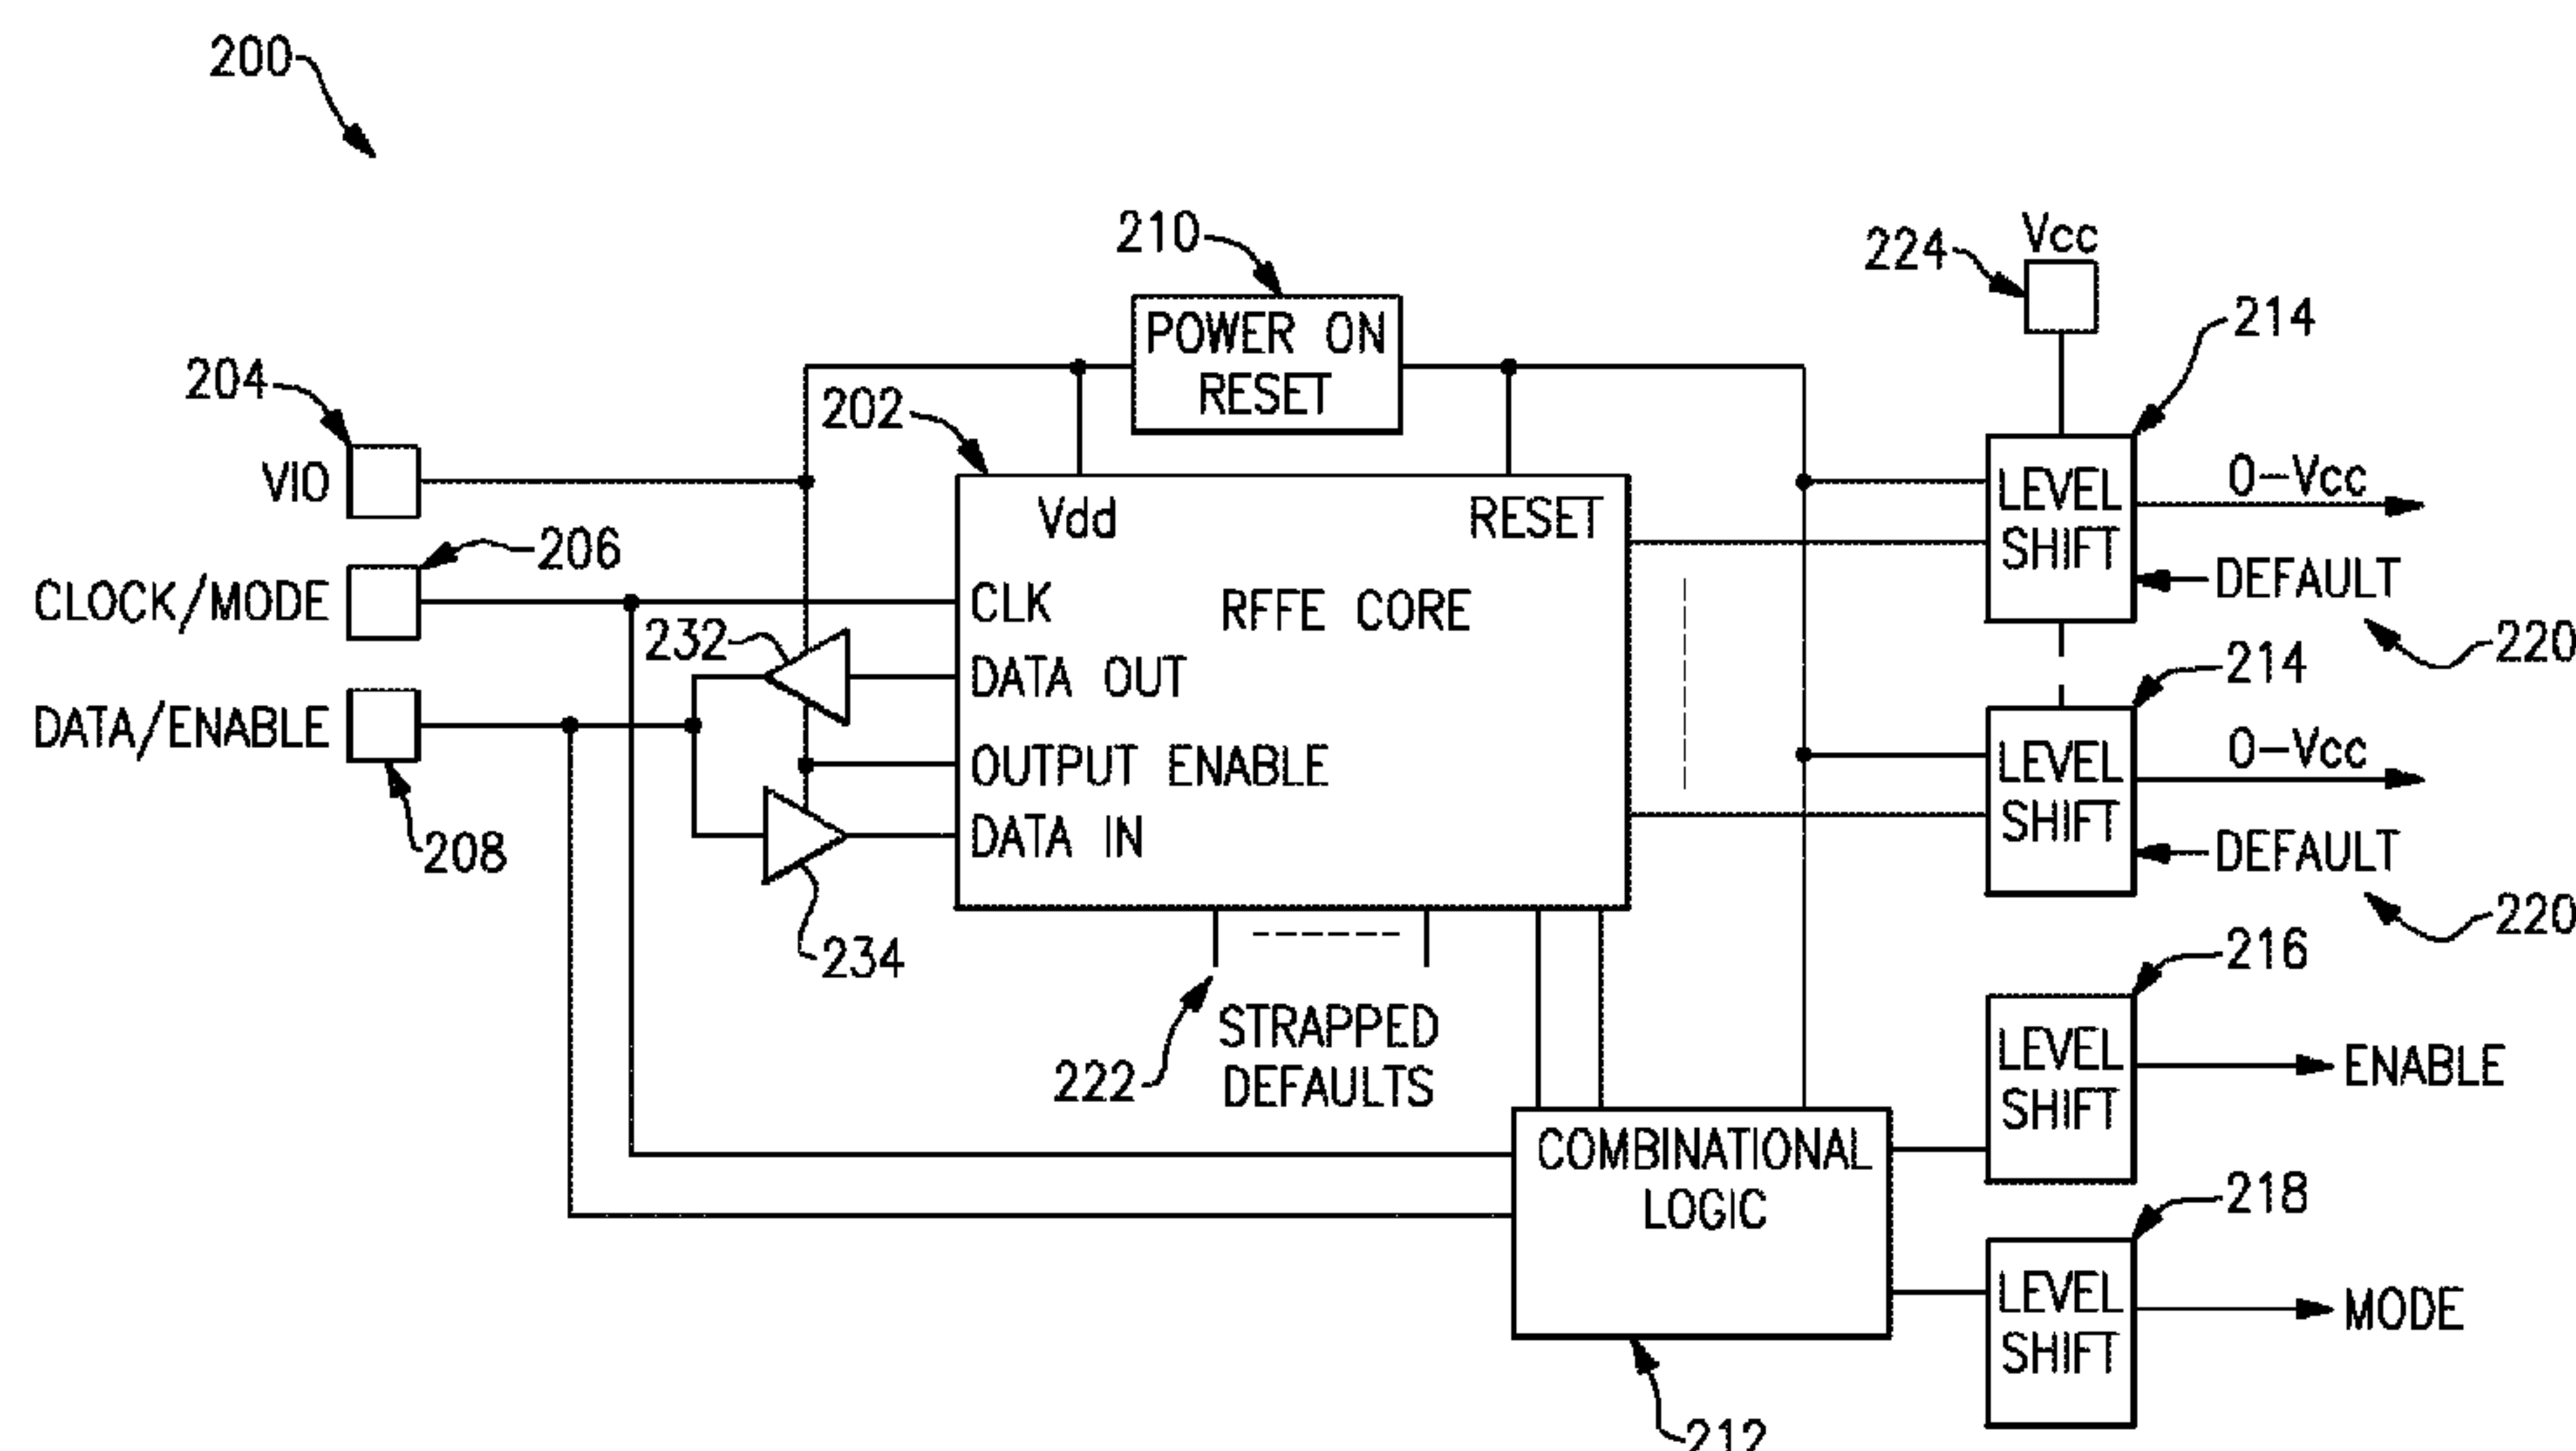 200
210
224
Vcc
214
POWER ON
RESET
204
202
VIO
Vdd
RESET
LEVEL
SHIFT
0-Vcc
206
CLOCK/MODE
CLK
RFFE CORE
DEFAULT
220
232
DATA OUT
214
DATA/ENABLE
OUTPUT ENABLE
LEVEL
SHIFT
0-Vcc
208
DATA IN
DEFAULT
220
234
216
STRAPPED
DEFAULTS
222
LEVEL
SHIFT
ENABLE
COMBINATIONAL
LOGIC
218
LEVEL
SHIFT
MODE
212